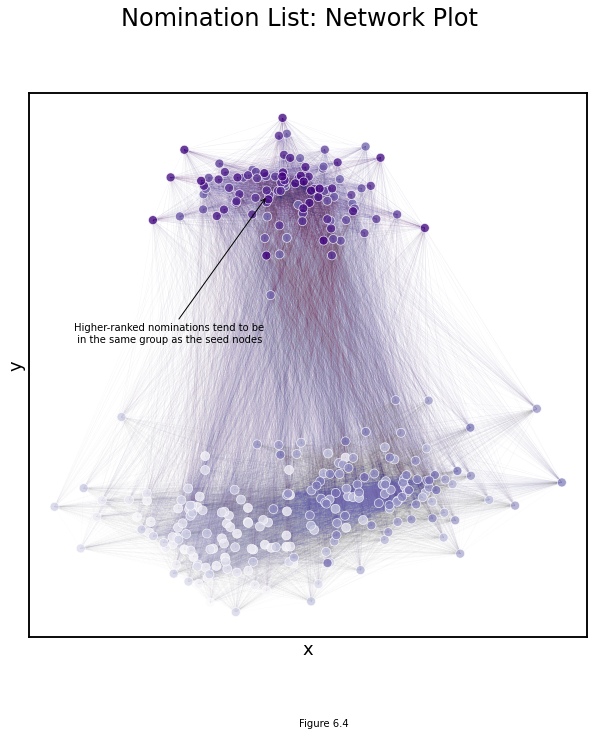 Nomination List: Network Plot
Higher-ranked nominations tend to be
in the same group as the seed nodes
y
x
Figure 6.4